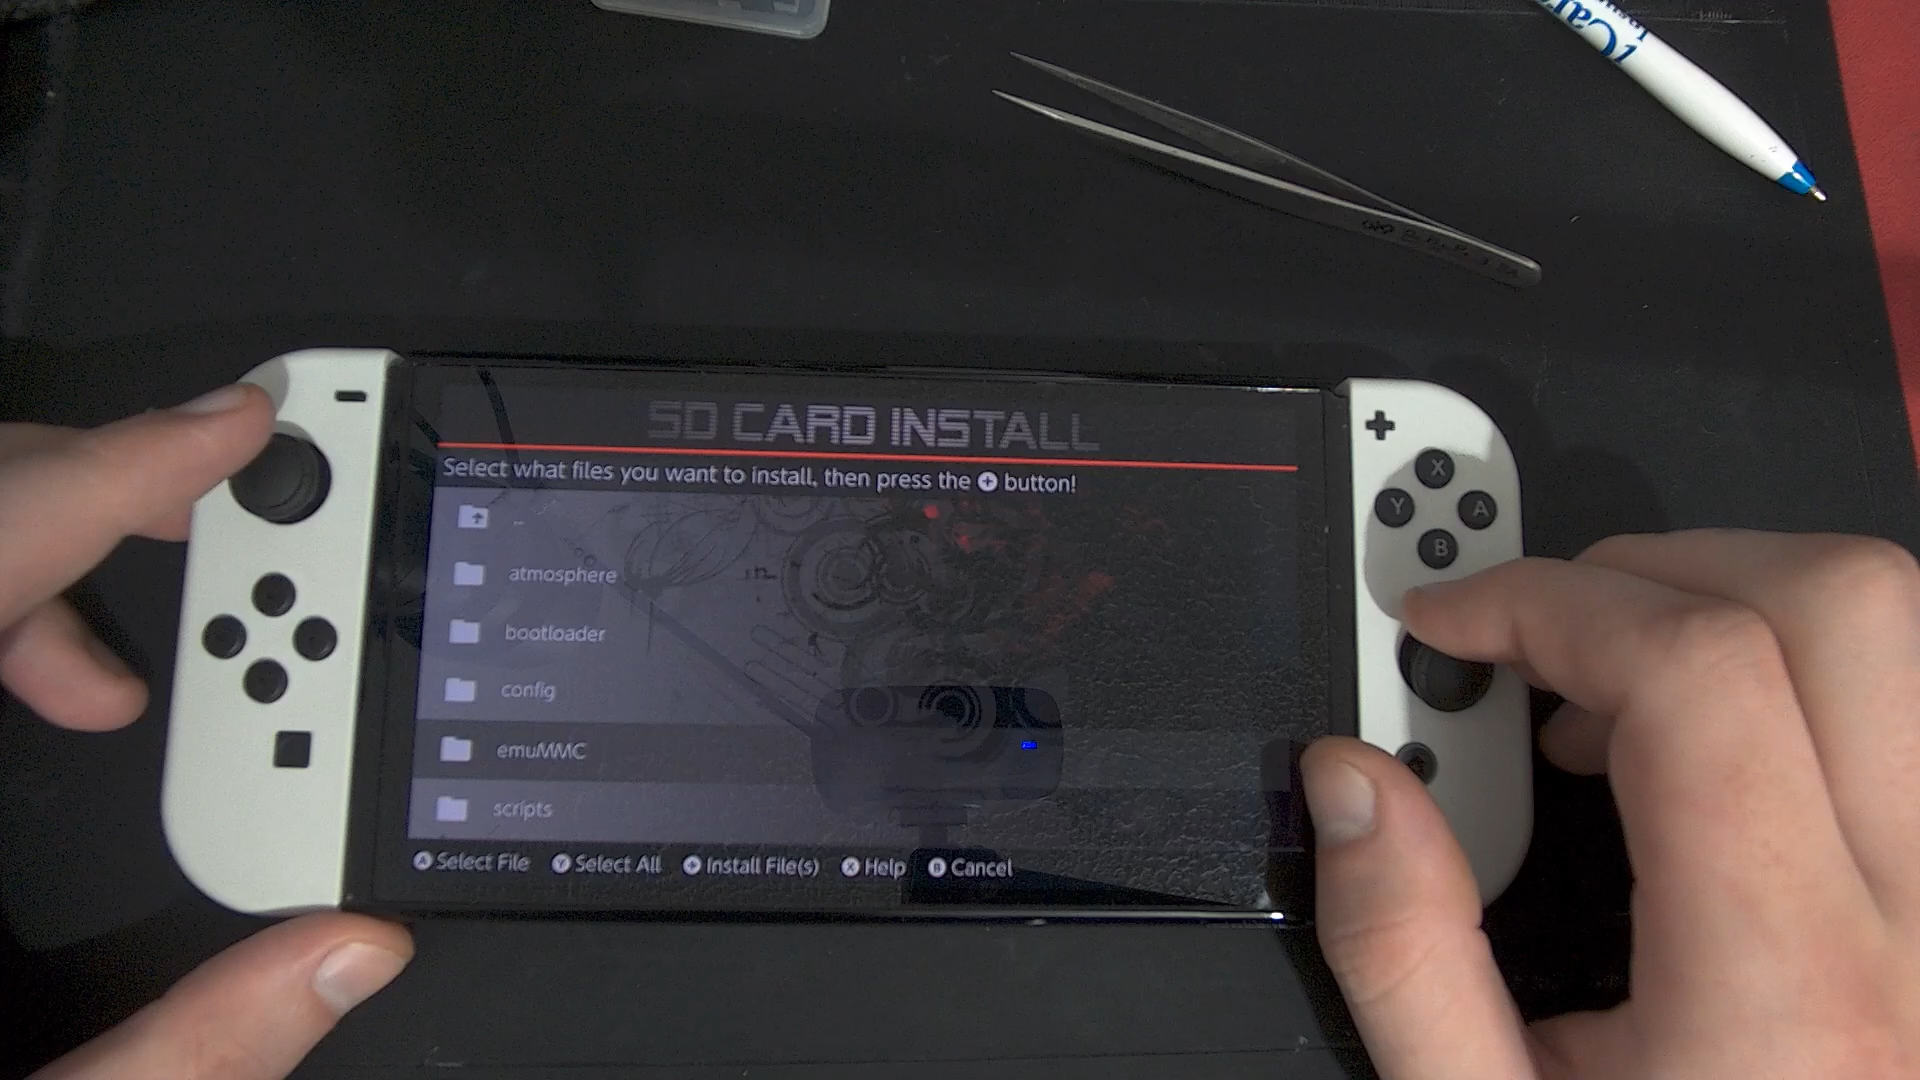 SD CARD INSTALL
Select what files you want to install, then press the + button!
..
atmosphere
bootloader
config
emuMMC
scripts
A Select File Y Select All + Install File(s) X Help B Cancel
X
Y
A
B